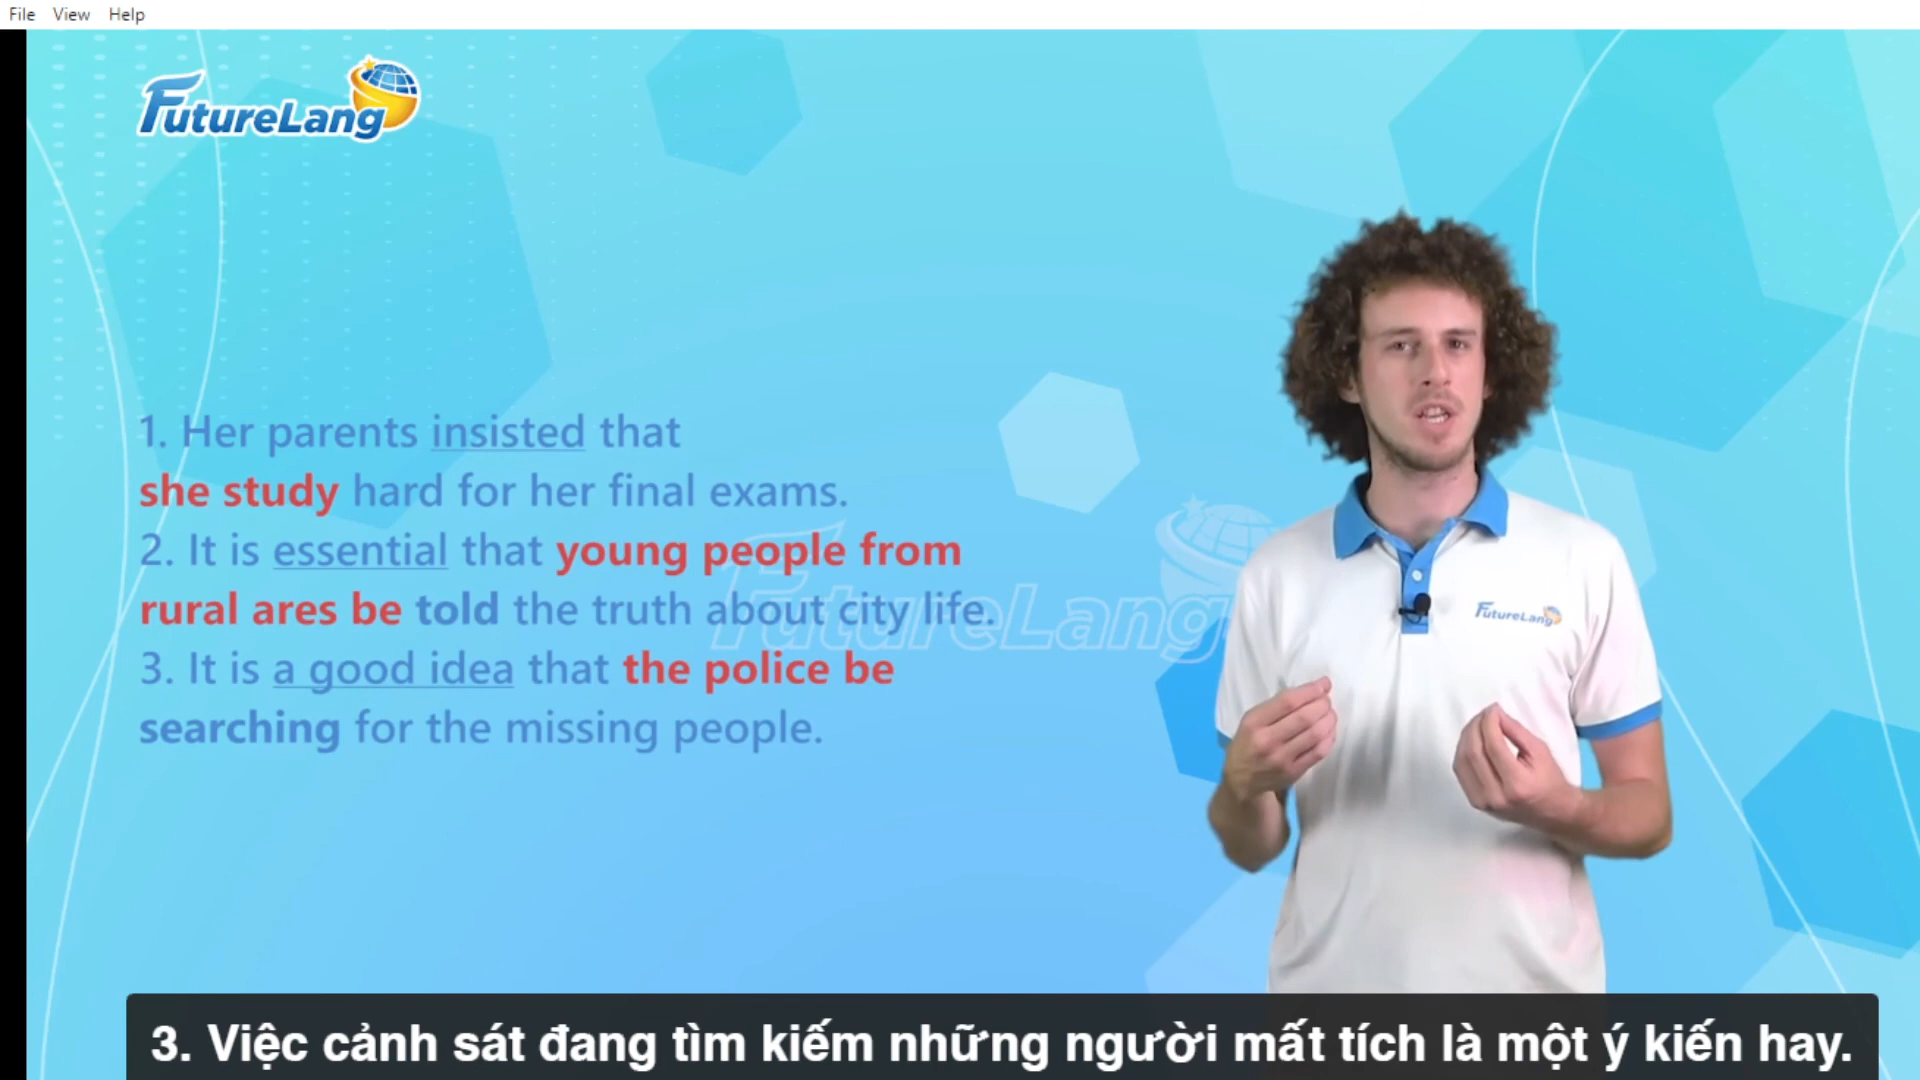 File View Help
FutureLang
1. Her parents insisted that
she study hard for her final exams.
2. It is essential that young people from
rural ares be told the truth about city life.
3. It is a good idea that the police be
searching for the missing people.
FutureLang
FutureLang
3. Việc cảnh sát đang tìm kiếm những người mất tích là một ý kiến hay.